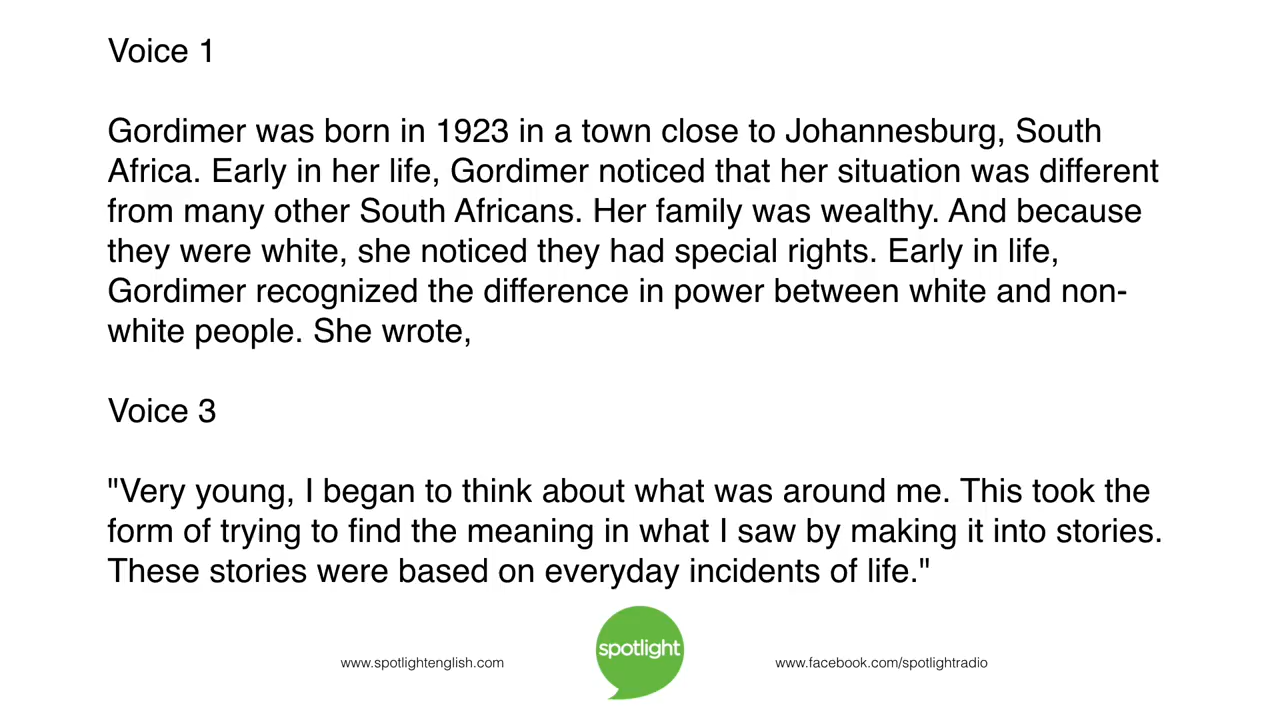 Voice 1
Gordimer was born in 1923 in a town close to Johannesburg, South
Africa. Early in her life, Gordimer noticed that her situation was different
from many other South Africans. Her family was wealthy. And because
they were white, she noticed they had special rights. Early in life,
Gordimer recognized the difference in power between white and non-
white people. She wrote,
Voice 3
"Very young, I began to think about what was around me. This took the
form of trying to find the meaning in what I saw by making it into stories.
These stories were based on everyday incidents of life."
www.spotlightenglish.com
spotlight
www.facebook.com/spotlightradio